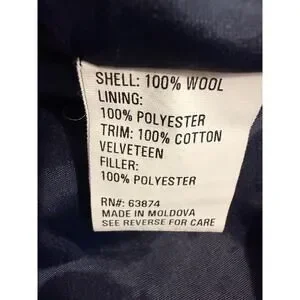 SHELL: 100% WOOL
LINING:
100% POLYESTER
TRIM: 100% COTTON
VELVETEEN
FILLER:
100% POLYESTER
RN#: 63874
MADE IN MOLDOVA
SEE REVERSE FOR CARE